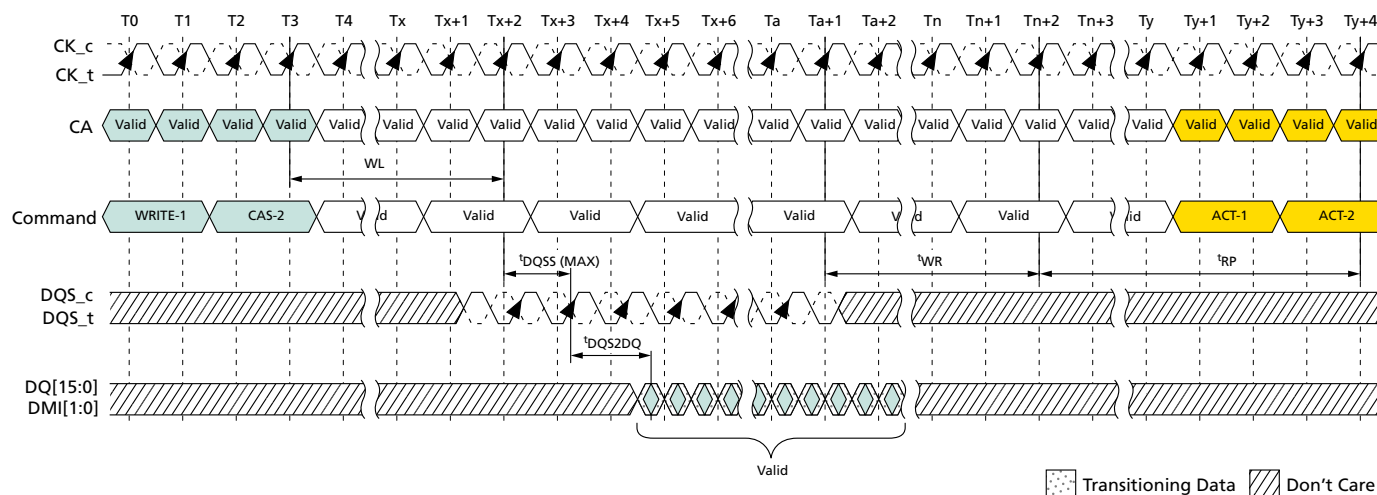 T0 T1 T2 T3 T4 Tx Tx+1 Tx+2 Tx+3 Tx+4 Tx+5 Tx+6 Ta Ta+1 Ta+2 Tn Tn+1 Tn+2 Tn+3 Ty Ty+1 Ty+2 Ty+3 Ty+4
CK_c
CK_t
CA Valid Valid Valid Valid Valid Valid Valid Valid Valid Valid Valid Valid Valid Valid Valid Valid Valid Valid Valid Valid Valid Valid Valid Valid
WL
Command WRITE-1 CAS-2 Valid Valid Valid Valid Valid Valid Valid Valid ACT-1 ACT-2
tDQSS (MAX) tWR tRP
DQS_c
DQS_t
tDQS2DQ
DQ[15:0]
DMI[1:0]
Valid
Transitioning Data Don't Care